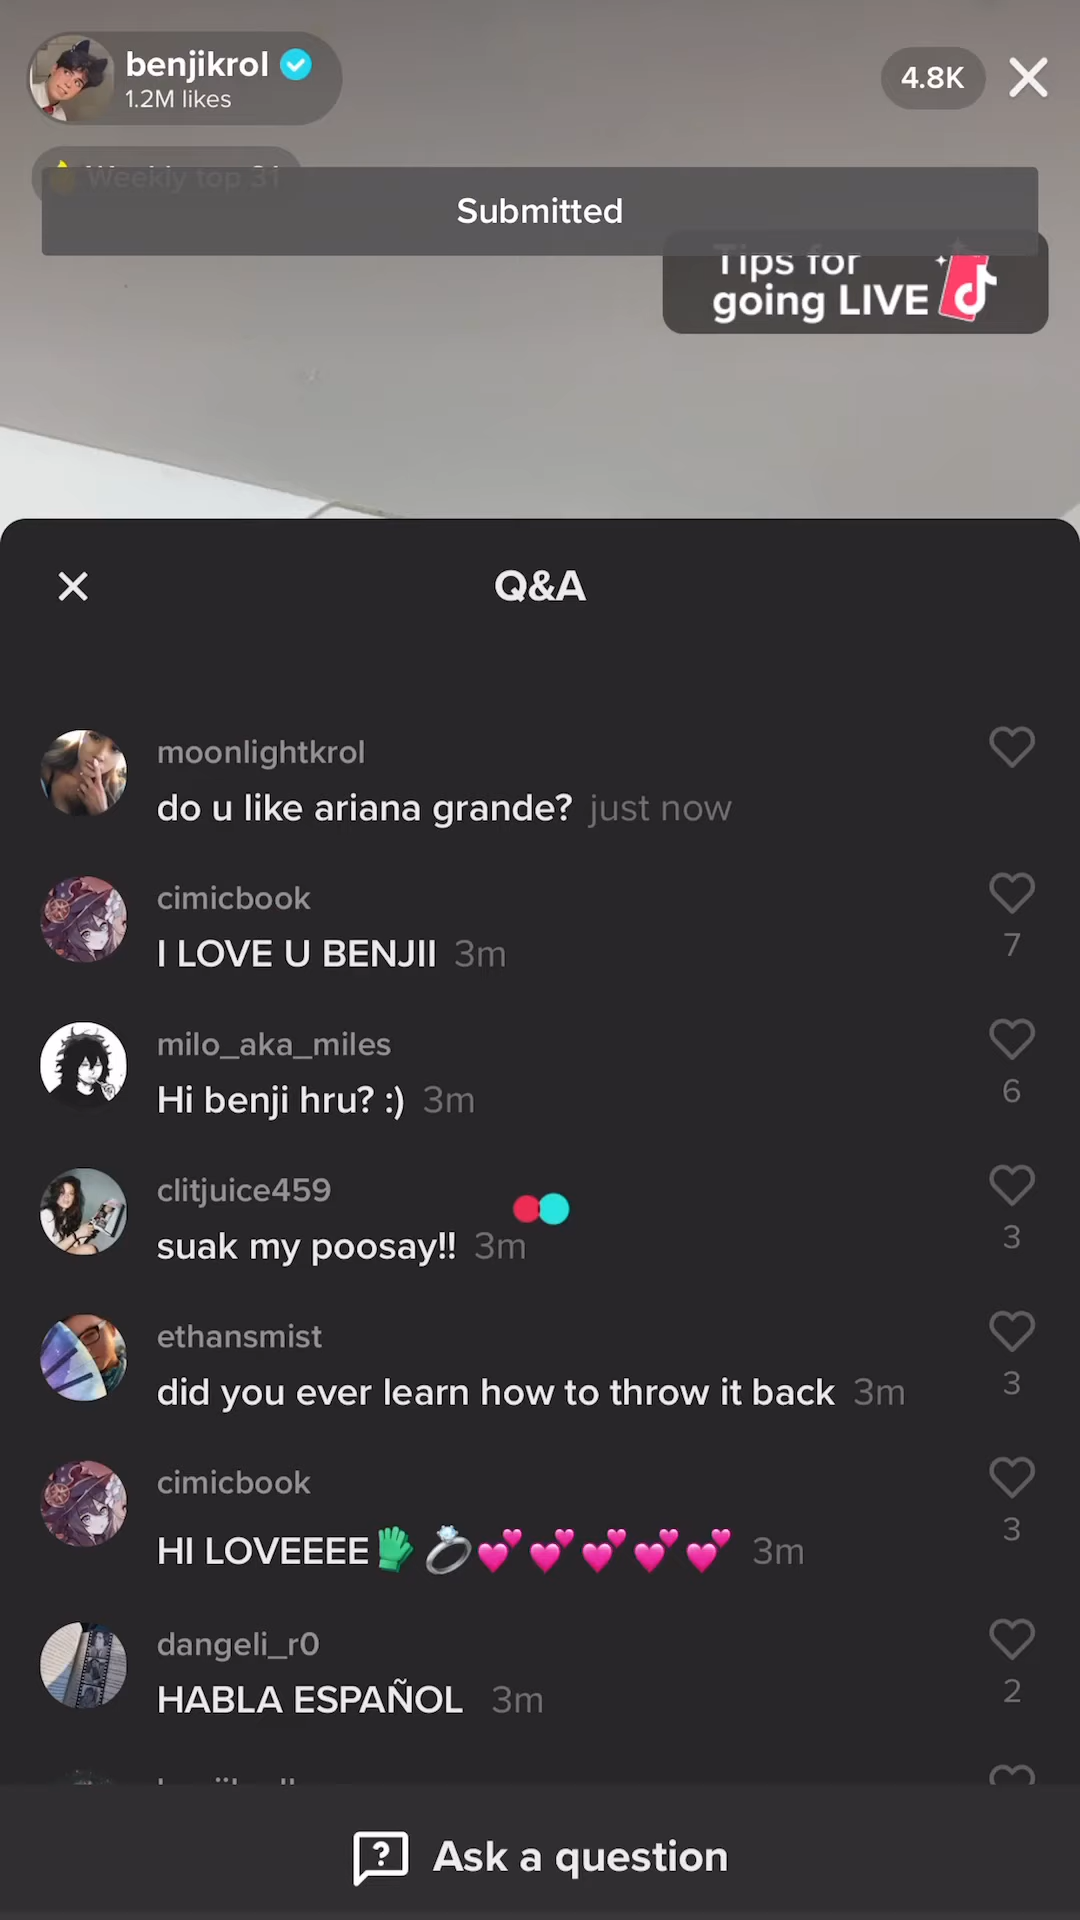 benjikrol
1.2M likes
4.8K
Weekly top 31
Submitted
Tips for
going LIVE
Q&A
moonlightkrol
do u like ariana grande? just now
cimicbook
I LOVE U BENJII 3m
7
milo_aka_miles
Hi benji hru? :) 3m
6
clitjuice459
suak my poosay!! 3m
3
ethansmist
did you ever learn how to throw it back 3m
3
cimicbook
HI LOVEEEE🧤💍💕💕💕💕💕 3m
3
dangeli_r0
HABLA ESPAÑOL 3m
2
Ask a question